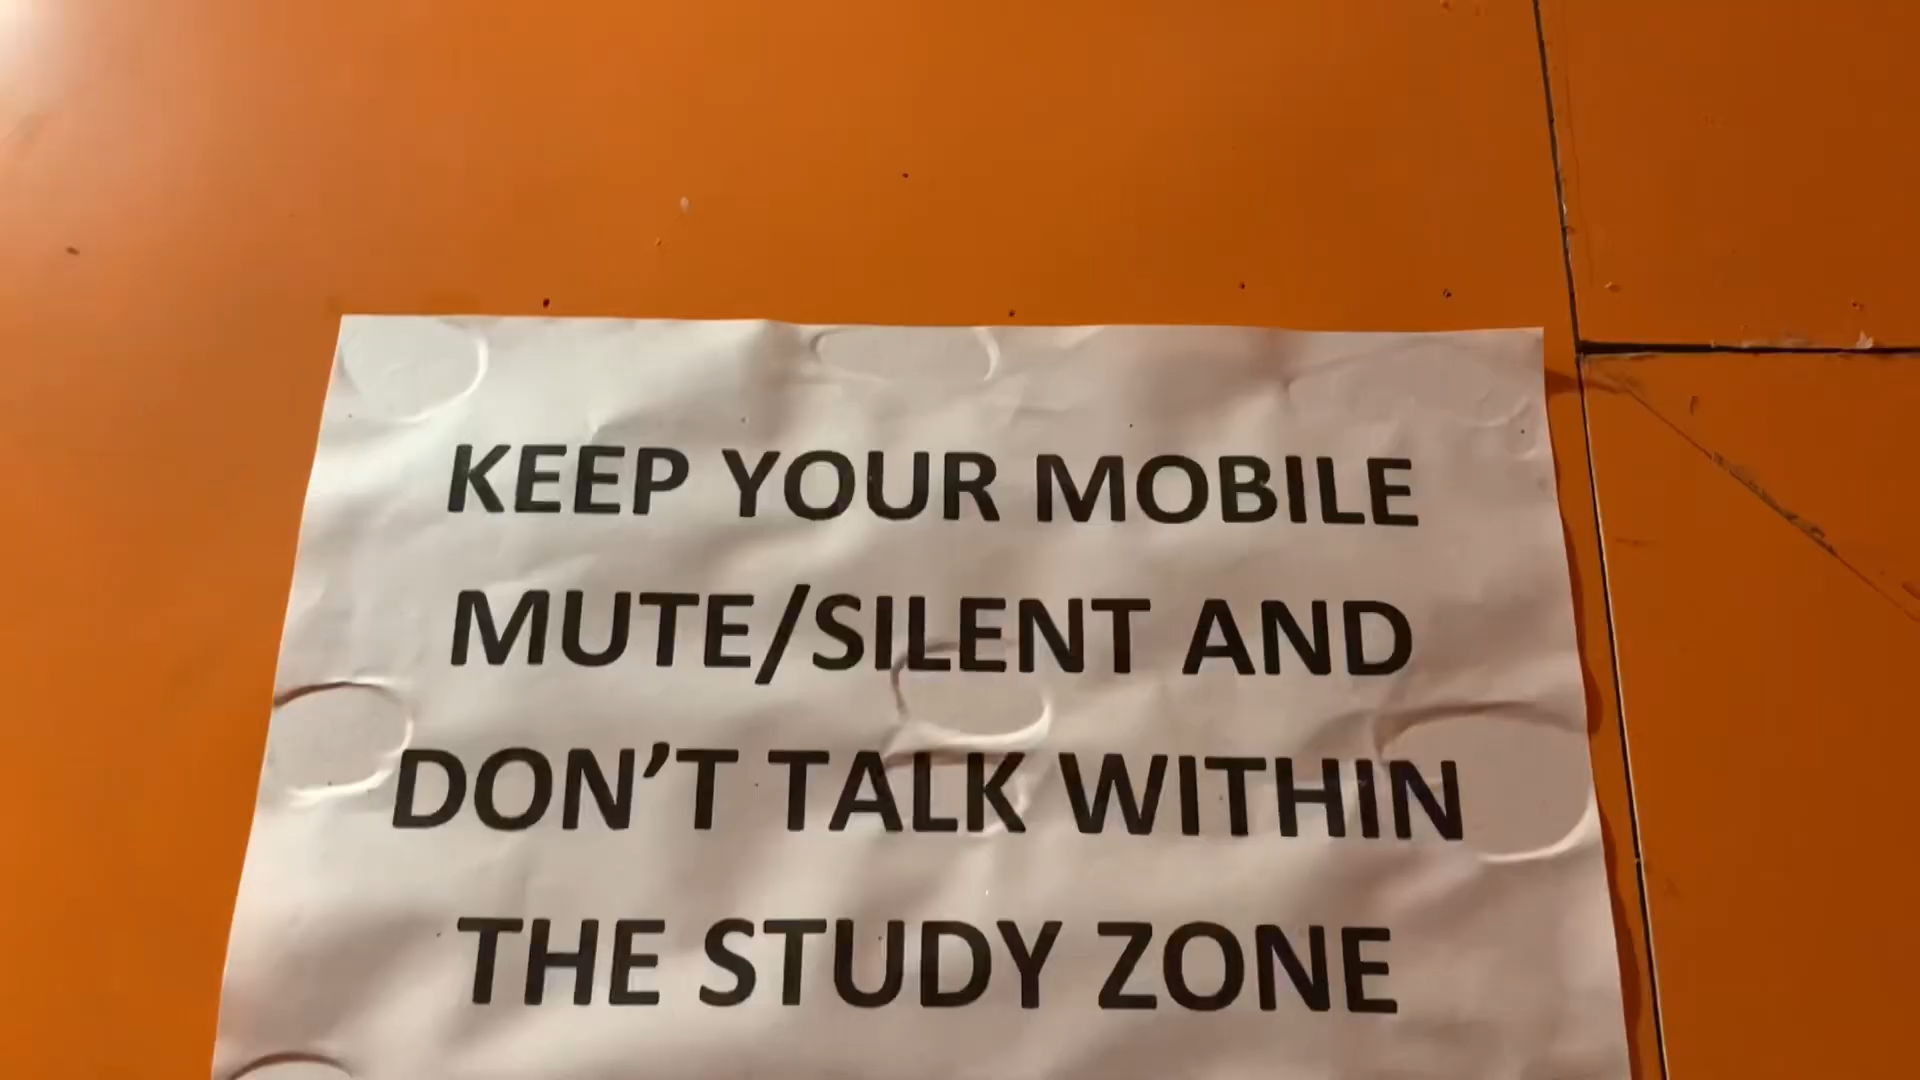 KEEP YOUR MOBILE
MUTE/SILENT AND
DON’T TALK WITHIN
THE STUDY ZONE